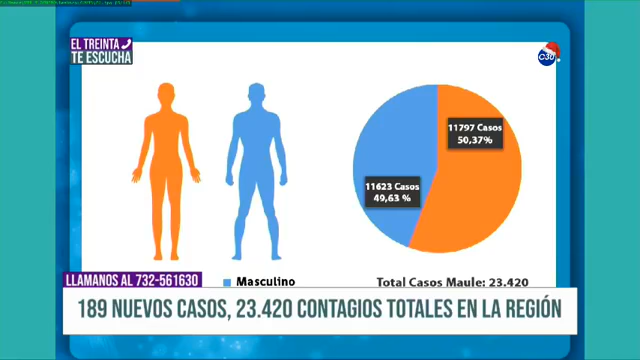 EL TREINTA
TE ESCUCHA
C30
11797 Casos
50,37%
11623 Casos
49,63 %
LLAMANOS AL 732-561630
Masculino
Total Casos Maule: 23.420
189 NUEVOS CASOS, 23.420 CONTAGIOS TOTALES EN LA REGIÓN